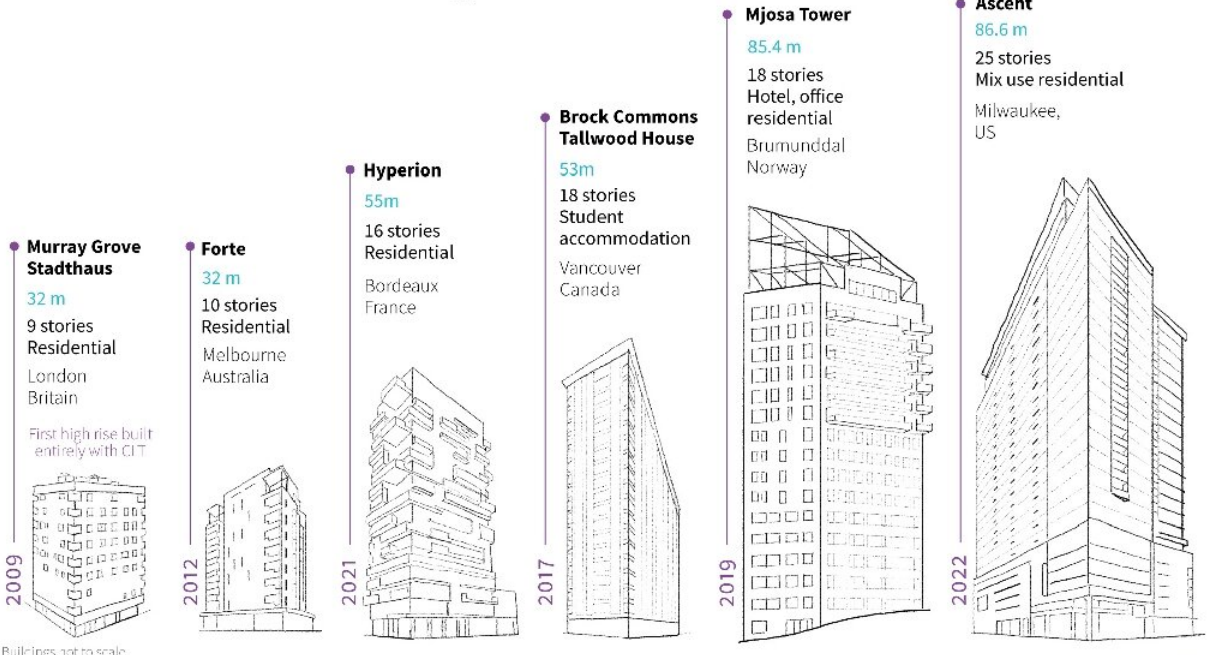 Murray Grove
Stadthaus
32 m
9 stories
Residential
London
Britain
First high rise built
entirely with CLT
2009
Forte
32 m
10 stories
Residential
Melbourne
Australia
2012
Hyperion
55m
16 stories
Residential
Bordeaux
France
2021
Brock Commons
Tallwood House
53m
18 stories
Student
accommodation
Vancouver
Canada
2017
Mjosa Tower
85.4 m
18 stories
Hotel, office
residential
Brumunddal
Norway
2019
Ascent
86.6 m
25 stories
Mix use residential
Milwaukee,
US
2022
Buildings not to scale